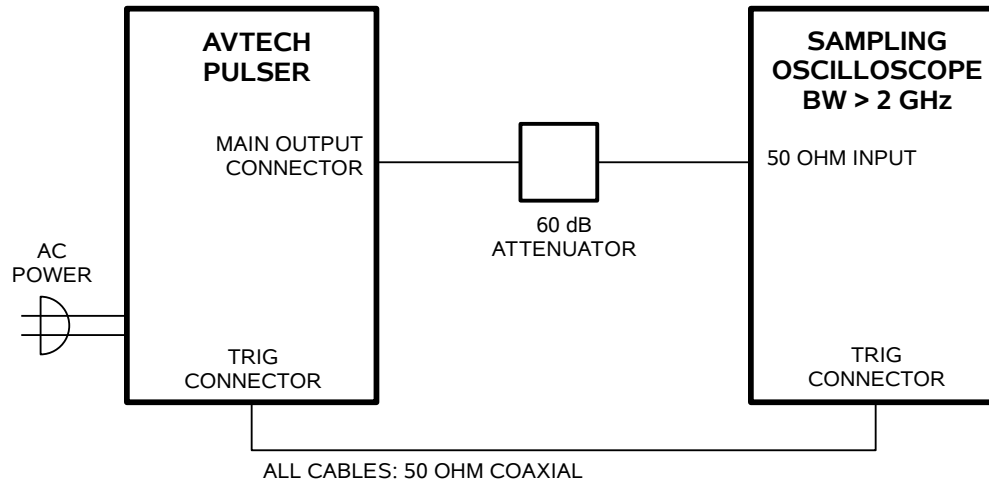 AVTECH
PULSER
MAIN OUTPUT
CONNECTOR
AC
POWER
TRIG
CONNECTOR
60 dB
ATTENUATOR
SAMPLING
OSCILLOSCOPE
BW > 2 GHz
50 OHM INPUT
TRIG
CONNECTOR
ALL CABLES: 50 OHM COAXIAL